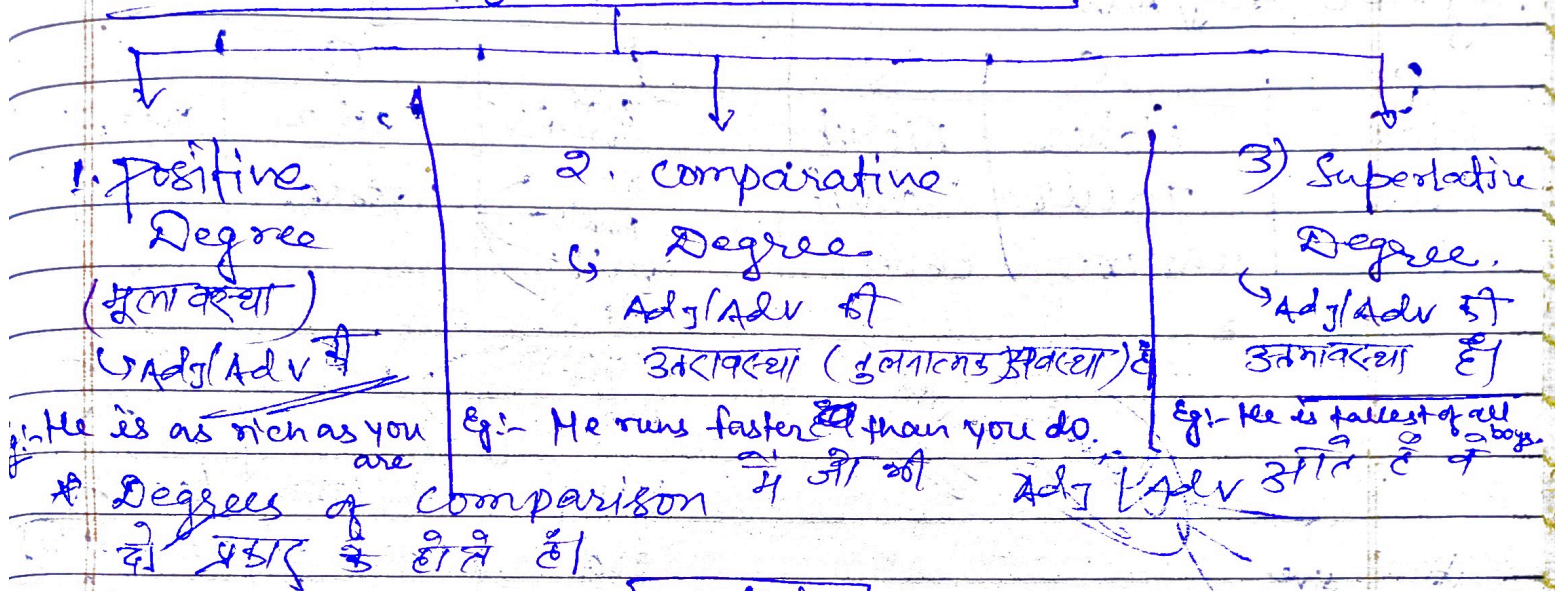 1. Positive
Degree
(मूलावस्था)
↳ Adj/Adv की
Eg:- He is as rich as you are
2. Comparative
↳ Degree
Adj/Adv की
उत्तरावस्था (तुलनात्मक अवस्था) है
Eg:- He runs faster than you do.
3) Superlative
Degree.
↳ Adj/Adv की
उत्तमावस्था है।
Eg:- He is tallest of all boys.
* Degrees of comparison में जो भी Adj/Adv आते हैं वे
दो प्रकार के होते हैं।